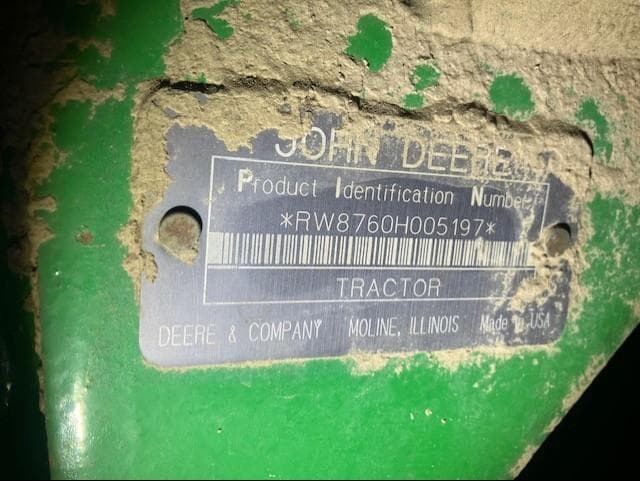 JOHN DEERE
Product Identification Number
*RW8760H005197*
TRACTOR
DEERE & COMPANY MOLINE, ILLINOIS Made in USA